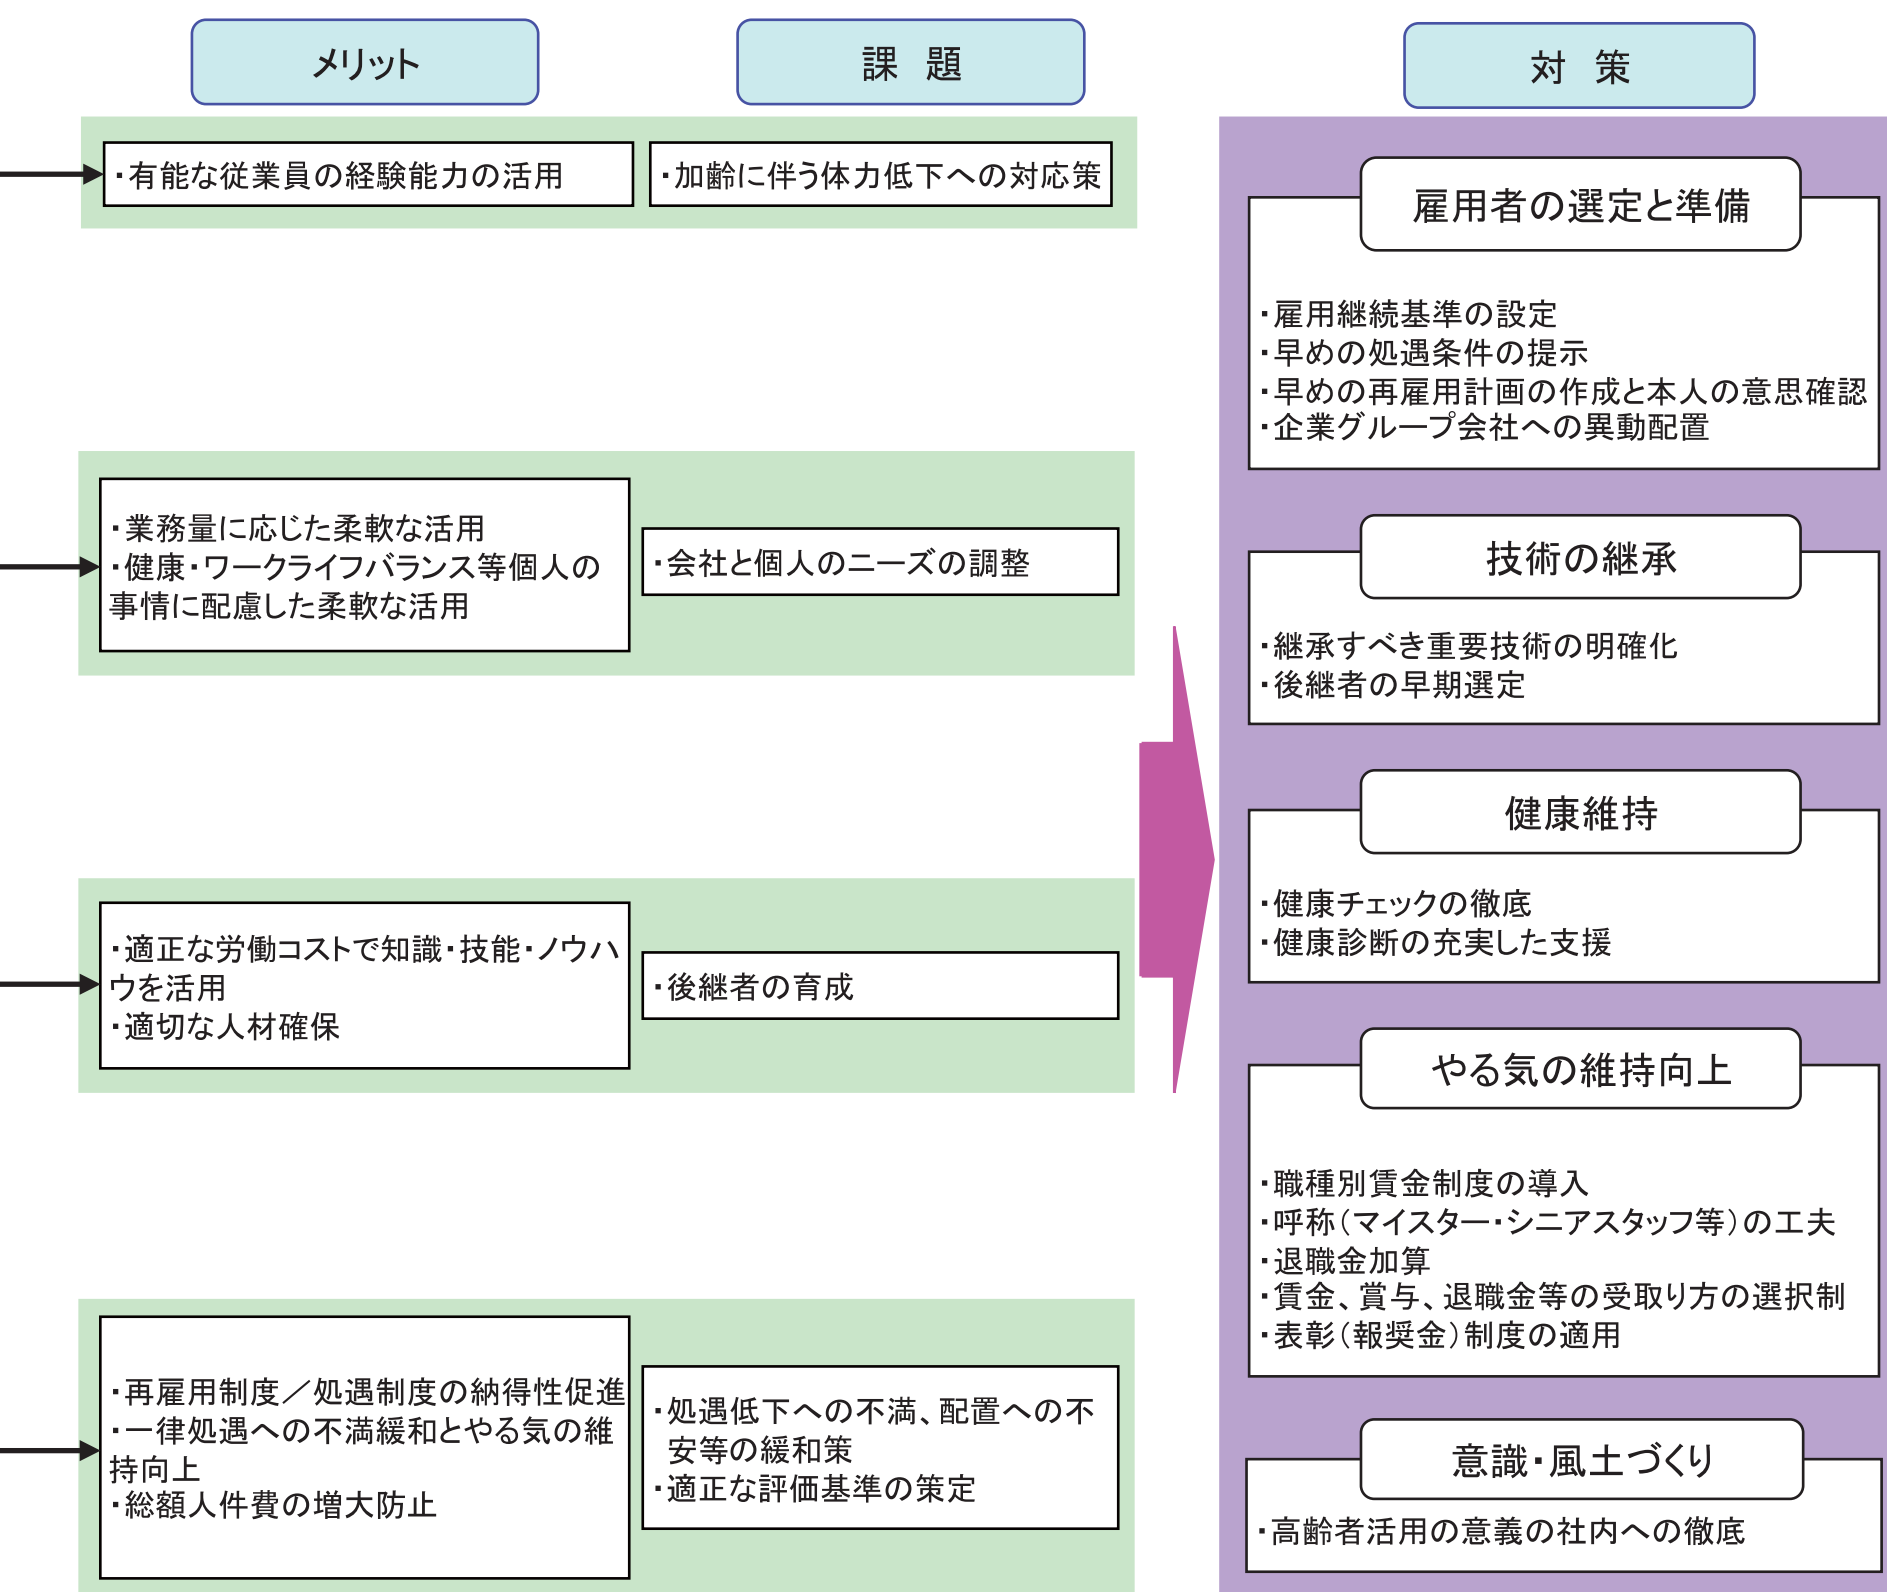 メリット
課 題
対 策
・有能な従業員の経験能力の活用
・加齢に伴う体力低下への対応策
・業務量に応じた柔軟な活用
・健康・ワークライフバランス等個人の
事情に配慮した柔軟な活用
・会社と個人のニーズの調整
・適正な労働コストで知識・技能・ノウハ
ウを活用
・適切な人材確保
・後継者の育成
・再雇用制度／処遇制度の納得性促進
・一律処遇への不満緩和とやる気の維
持向上
・総額人件費の増大防止
・処遇低下への不満、配置への不
安等の緩和策
・適正な評価基準の策定
雇用者の選定と準備
・雇用継続基準の設定
・早めの処遇条件の提示
・早めの再雇用計画の作成と本人の意思確認
・企業グループ会社への異動配置
技術の継承
・継承すべき重要技術の明確化
・後継者の早期選定
健康維持
・健康チェックの徹底
・健康診断の充実した支援
やる気の維持向上
・職種別賃金制度の導入
・呼称（マイスター・シニアスタッフ等）の工夫
・退職金加算
・賃金、賞与、退職金等の受取り方の選択制
・表彰（報奨金）制度の適用
意識・風土づくり
・高齢者活用の意義の社内への徹底